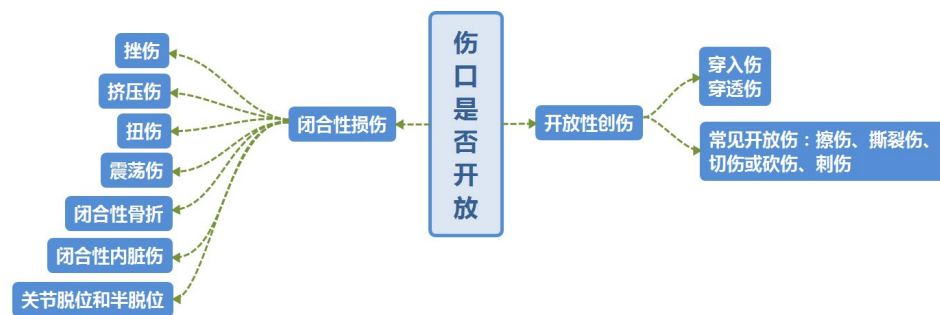 伤口是否开放
闭合性损伤
挫伤
挤压伤
扭伤
震荡伤
闭合性骨折
闭合性内脏伤
关节脱位和半脱位
开放性创伤
穿入伤
穿透伤
常见开放伤：擦伤、撕裂伤、
切伤或砍伤、刺伤